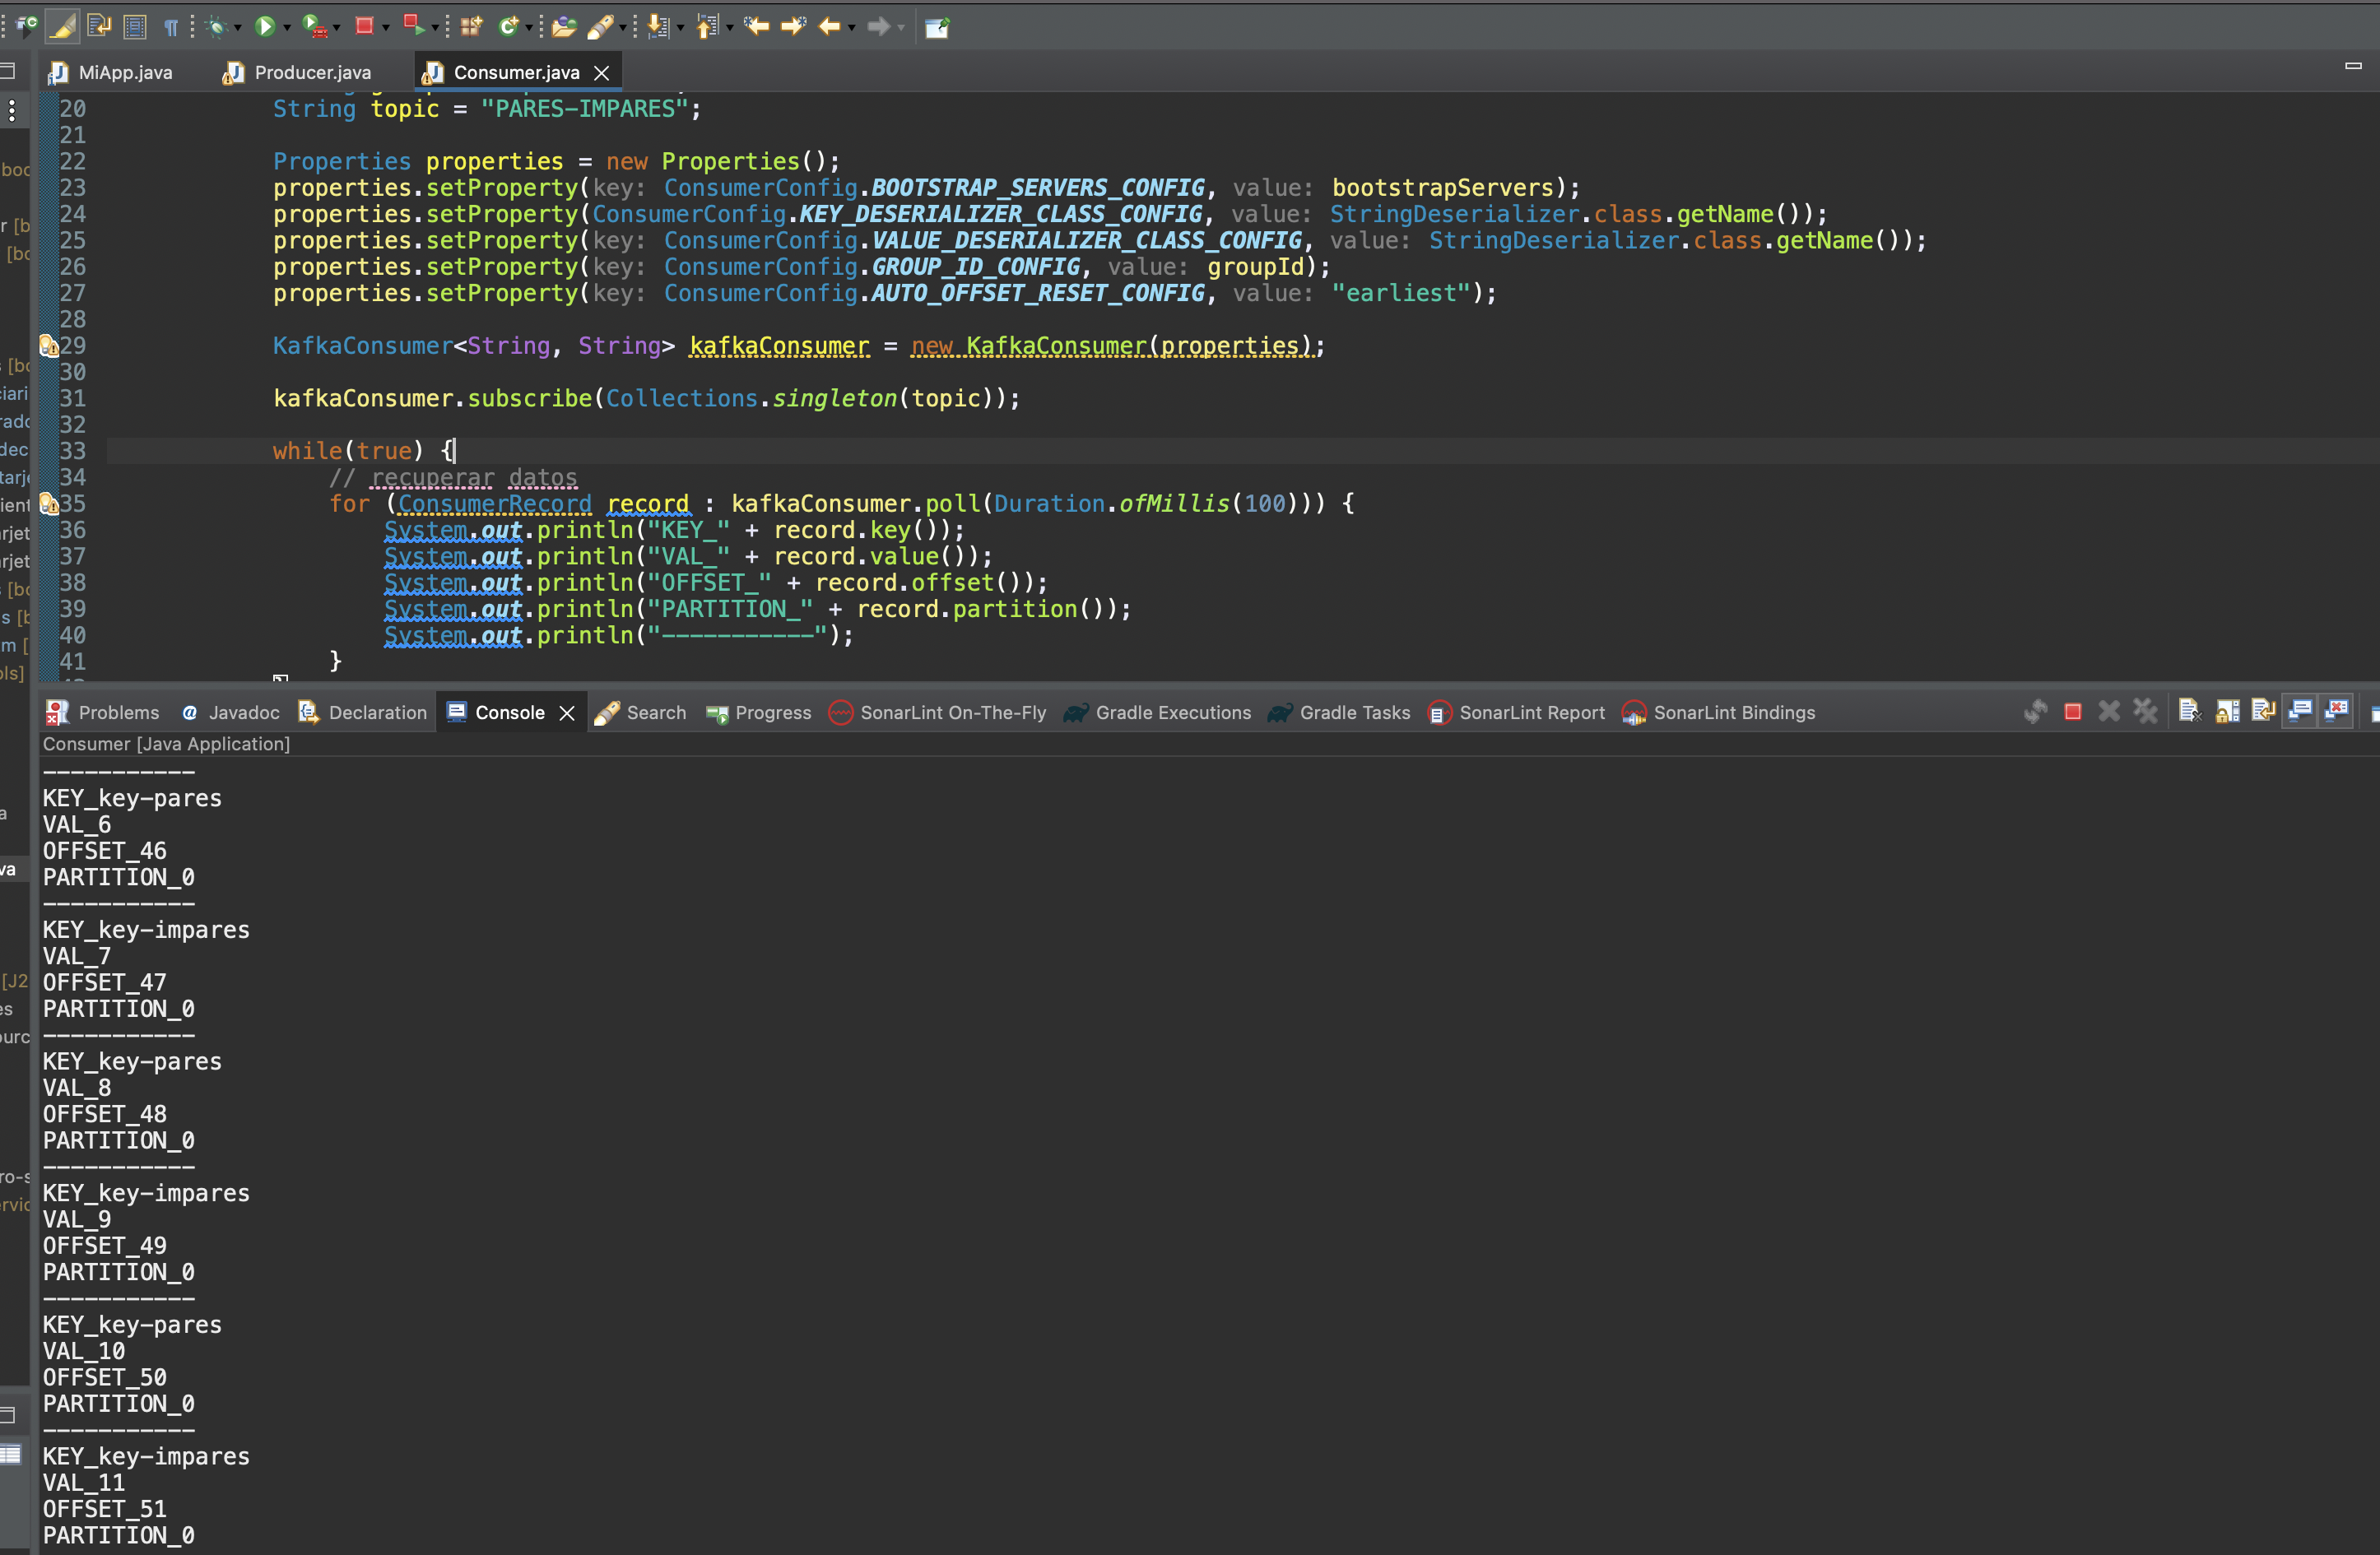 MiApp.java
Producer.java
Consumer.java
20 String topic = "PARES-IMPARES";
21
22 Properties properties = new Properties();
23 properties.setProperty(key: ConsumerConfig.BOOTSTRAP_SERVERS_CONFIG, value: bootstrapServers);
24 properties.setProperty(ConsumerConfig.KEY_DESERIALIZER_CLASS_CONFIG, value: StringDeserializer.class.getName());
25 properties.setProperty(key: ConsumerConfig.VALUE_DESERIALIZER_CLASS_CONFIG, value: StringDeserializer.class.getName());
26 properties.setProperty(key: ConsumerConfig.GROUP_ID_CONFIG, value: groupId);
27 properties.setProperty(key: ConsumerConfig.AUTO_OFFSET_RESET_CONFIG, value: "earliest");
28
29 KafkaConsumer<String, String> kafkaConsumer = new KafkaConsumer(properties);
30
31 kafkaConsumer.subscribe(Collections.singleton(topic));
32
33 while(true) {
34 // recuperar datos
35 for (ConsumerRecord record : kafkaConsumer.poll(Duration.ofMillis(100))) {
36 System.out.println("KEY_" + record.key());
37 System.out.println("VAL_" + record.value());
38 System.out.println("OFFSET_" + record.offset());
39 System.out.println("PARTITION_" + record.partition());
40 System.out.println("-----------");
41 }
Problems
Javadoc
Declaration
Console
Search
Progress
SonarLint On-The-Fly
Gradle Executions
Gradle Tasks
SonarLint Report
SonarLint Bindings
Consumer [Java Application]
-----------
KEY_key-pares
VAL_6
OFFSET_46
PARTITION_0
-----------
KEY_key-impares
VAL_7
OFFSET_47
PARTITION_0
-----------
KEY_key-pares
VAL_8
OFFSET_48
PARTITION_0
-----------
KEY_key-impares
VAL_9
OFFSET_49
PARTITION_0
-----------
KEY_key-pares
VAL_10
OFFSET_50
PARTITION_0
-----------
KEY_key-impares
VAL_11
OFFSET_51
PARTITION_0